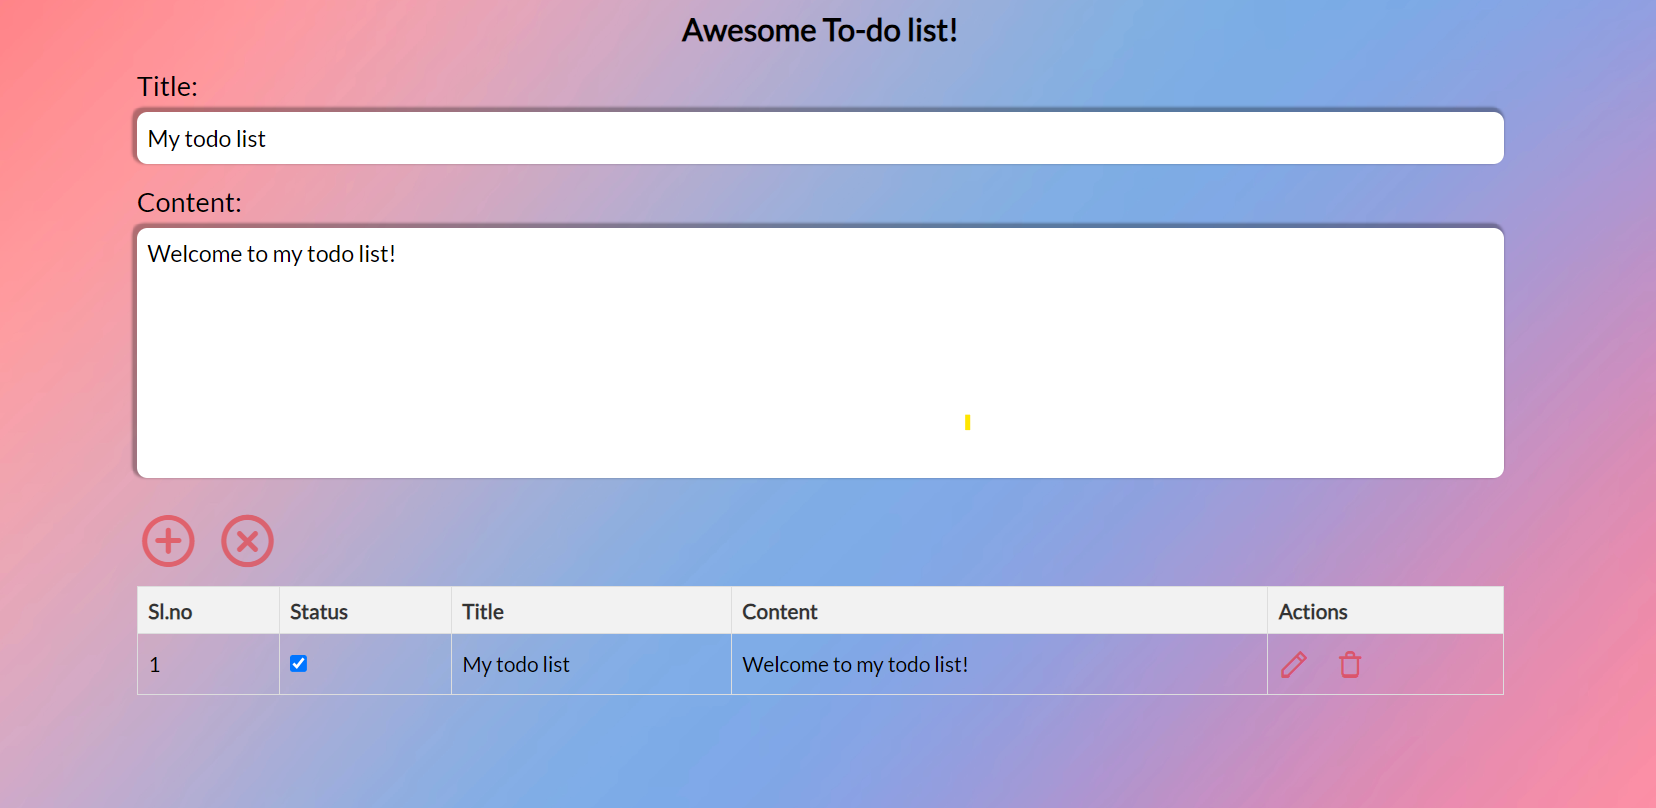 Awesome To-do list!
Title:
My todo list
Content:
Welcome to my todo list!
Sl.no Status Title Content Actions
1 My todo list Welcome to my todo list!